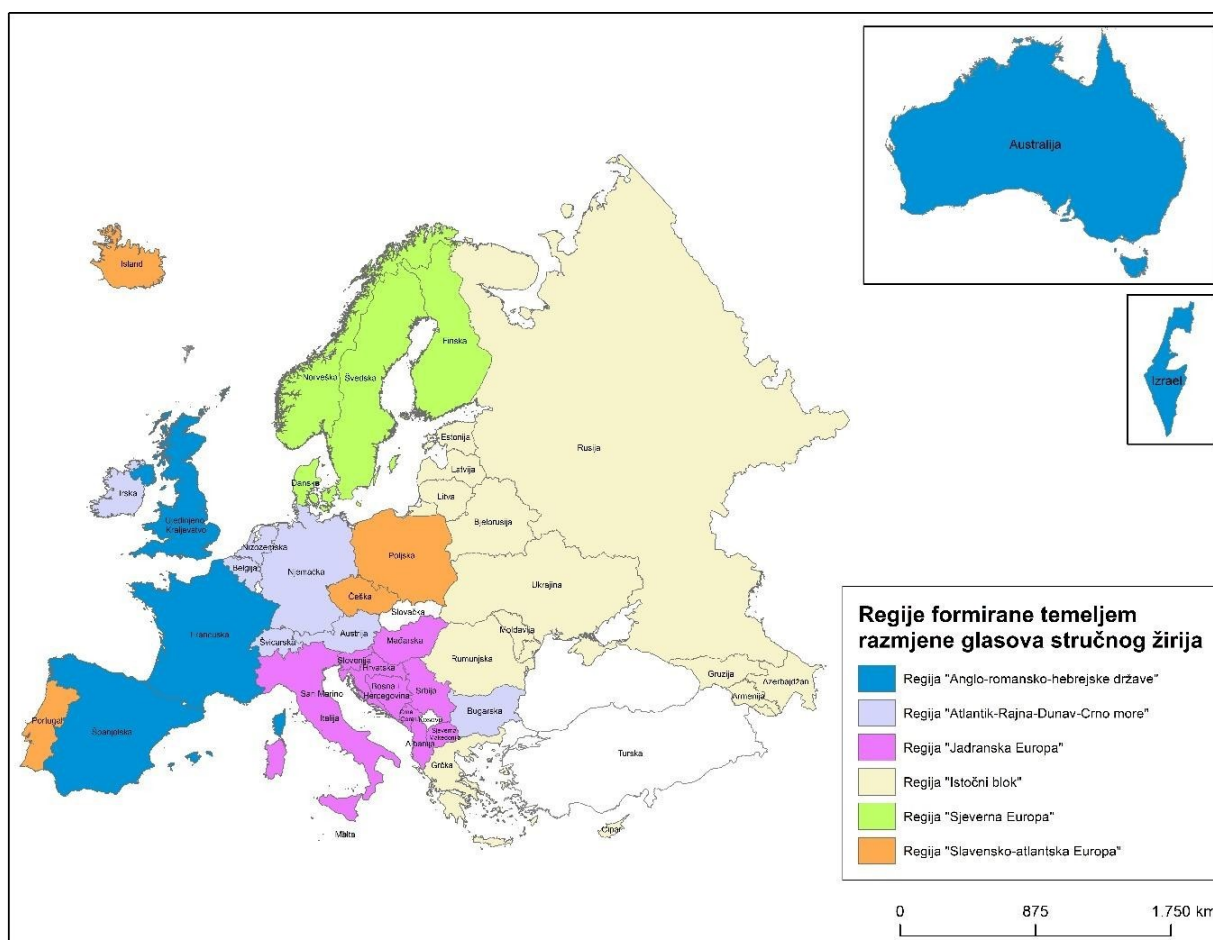 Australija
Island
Izrael
Finska
Norveška
Švedska
Rusija
Estonija
Latvija
Danska
Litva
Irska
Bjelorusija
Ujedinjeno
Kraljevstvo
Nizozemska
Poljska
Belgija
Njemačka
Ukrajina
Češka
Slovačka
Moldavija
Austrija
Mađarska
Francuska
Švicarska
Rumunjska
Slovenija
Hrvatska
Gruzija
Azerbajdžan
San Marino
Bosna i
Hercegovina
Srbija
Armenija
Bugarska
Portugal
Italija
Crna
Gora
Kosovo
Španjolska
Sjeverna
Makedonija
Albanija
Turska
Grčka
Malta
Cipar
Regije formirane temeljem
razmjene glasova stručnog žirija
Regija "Anglo-romansko-hebrejske države"
Regija "Atlantik-Rajna-Dunav-Crno more"
Regija "Jadranska Europa"
Regija "Istočni blok"
Regija "Sjeverna Europa"
Regija "Slavensko-atlantska Europa"
0 875 1.750 km